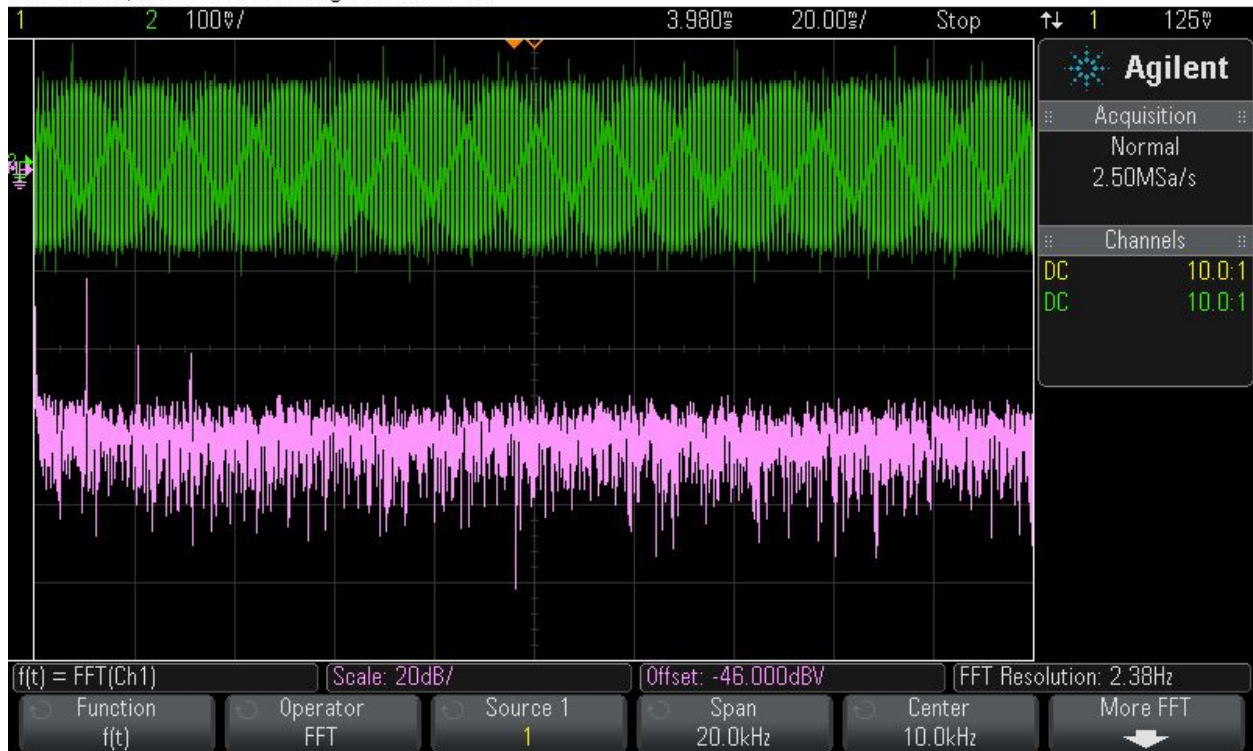 1 2 100mV/ 3.980ms 20.00ms/ Stop 1 125mV
Agilent
Acquisition
Normal
2.50MSa/s
Channels
DC 10.0:1
DC 10.0:1
f(t) = FFT(Ch1) Scale: 20dB/ Offset: -46.000dBV FFT Resolution: 2.38Hz
Function Operator Source 1 Span Center More FFT
f(t) FFT 1 20.0kHz 10.0kHz